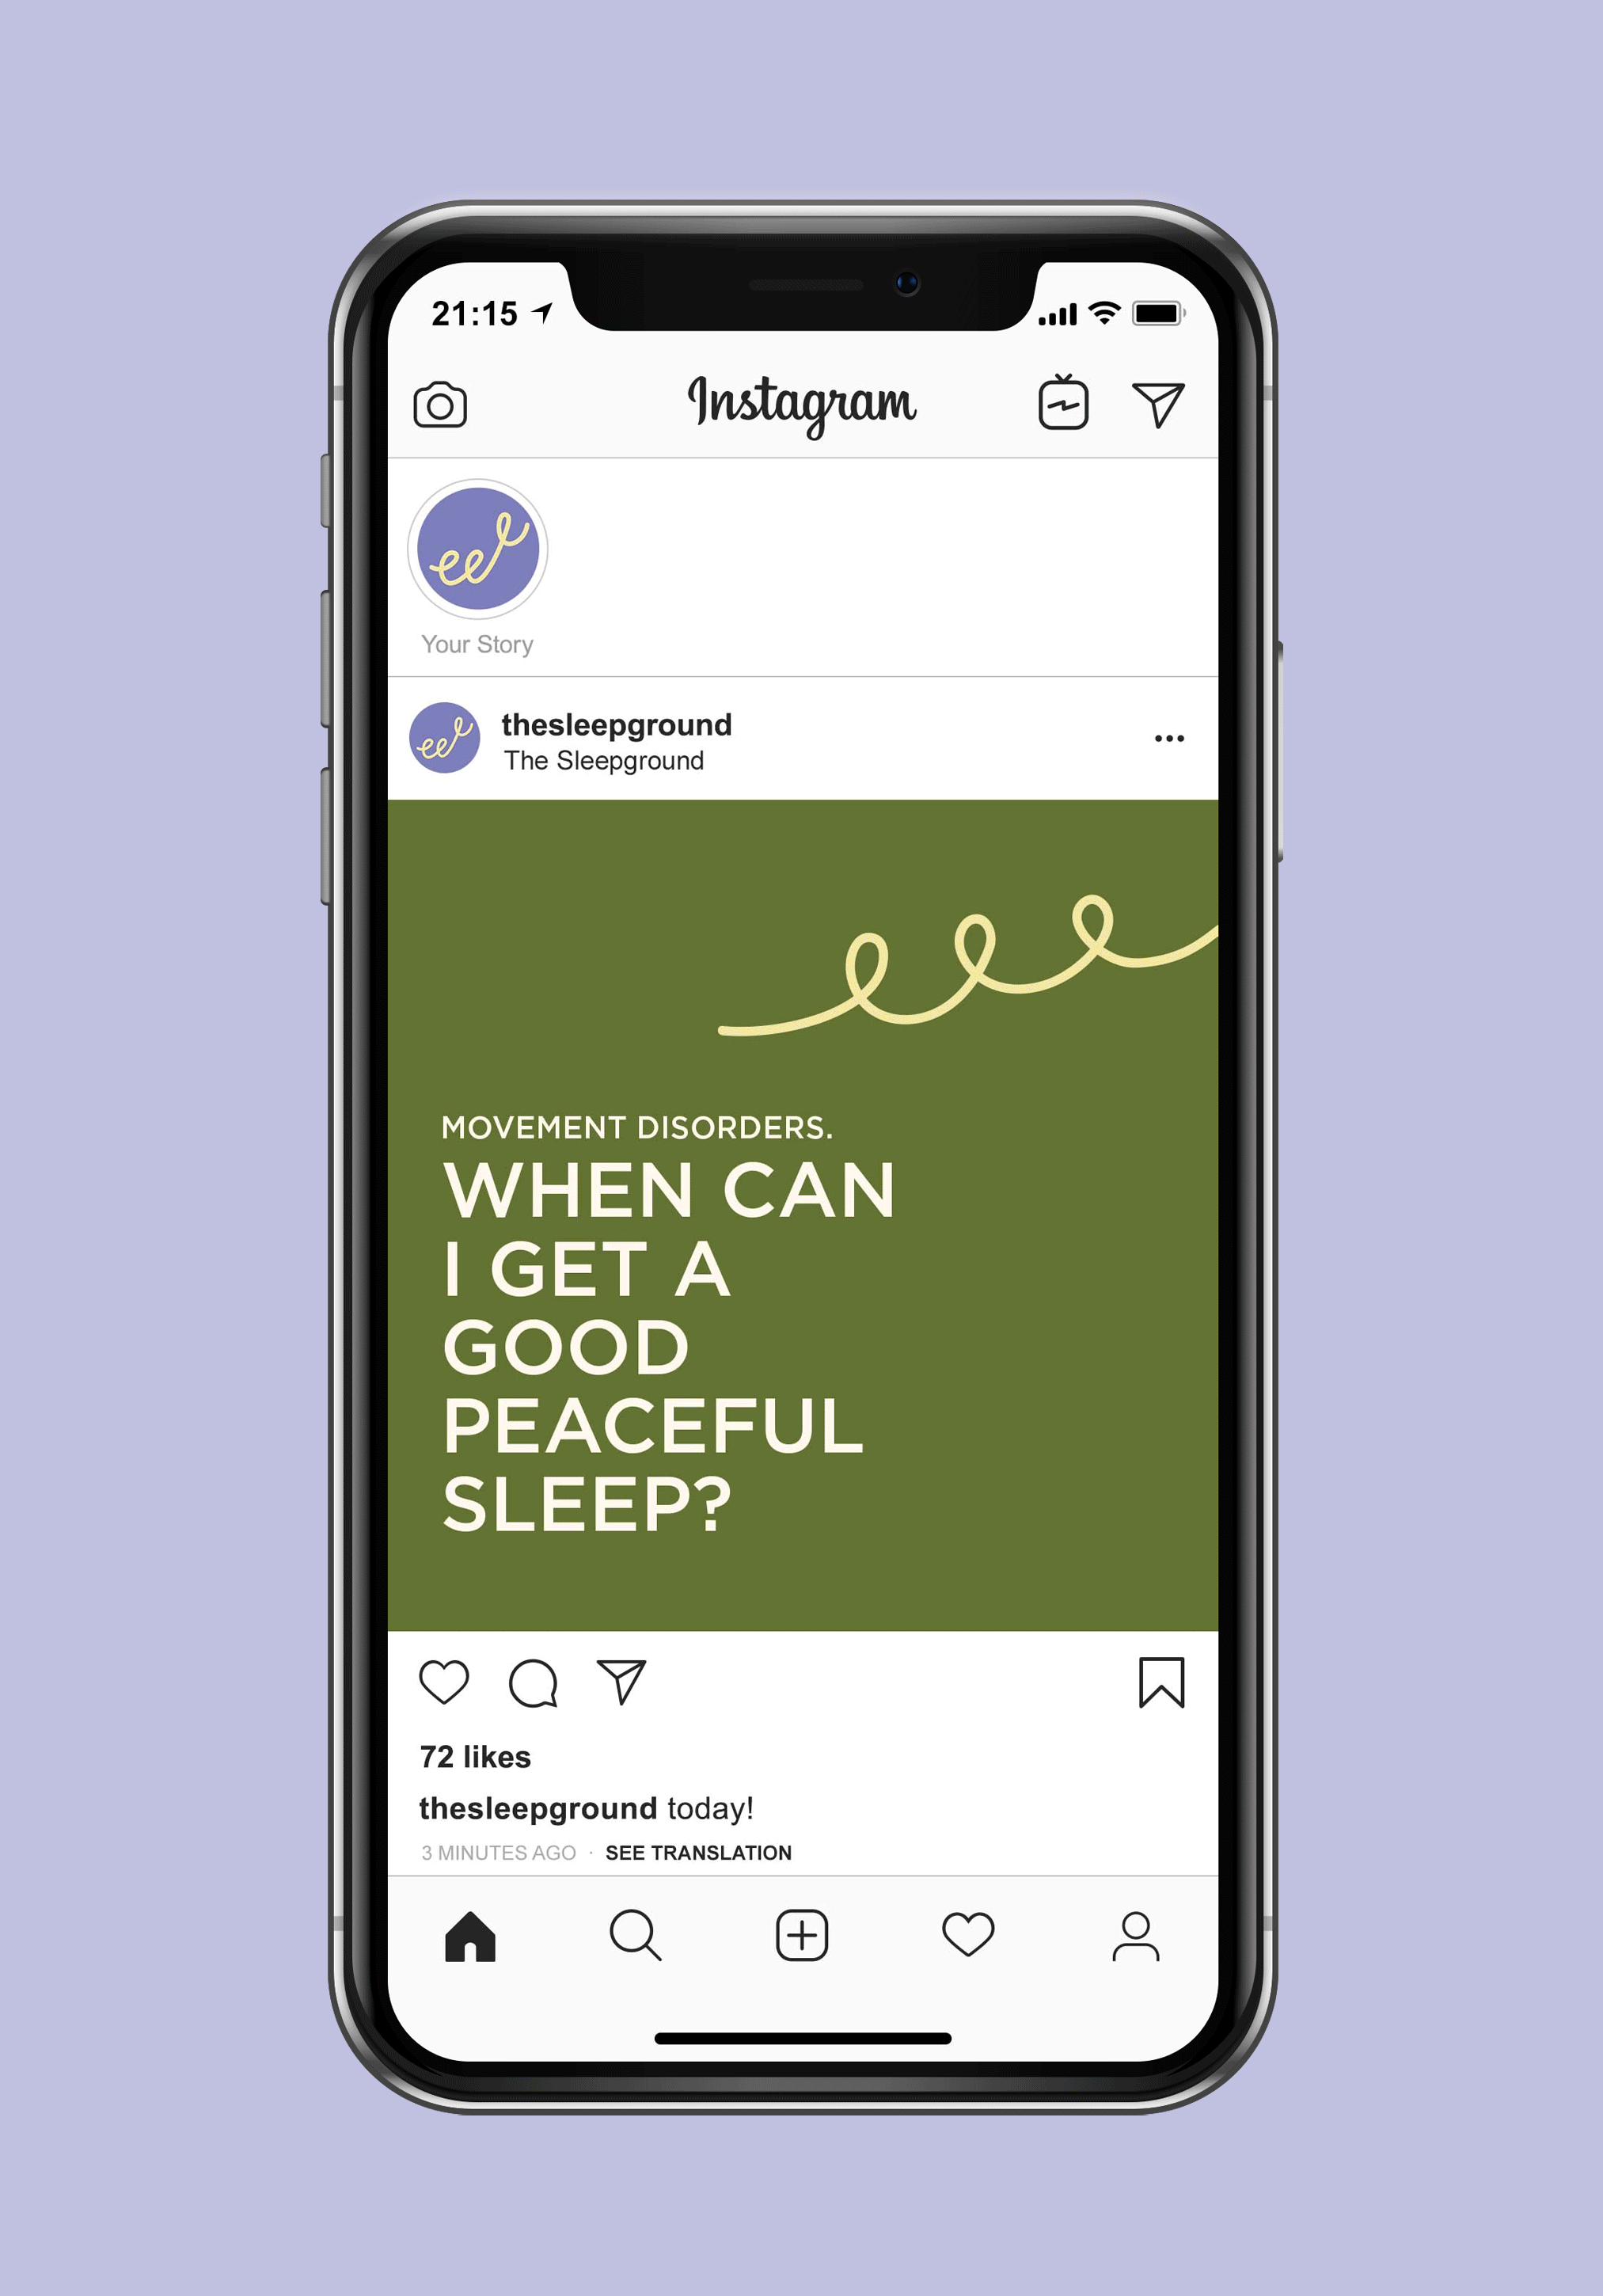 21:15
Instagram
Your Story
thesleepground
The Sleepground
MOVEMENT DISORDERS.
WHEN CAN
I GET A
GOOD
PEACEFUL
SLEEP?
72 likes
thesleepground today!
3 MINUTES AGO · SEE TRANSLATION